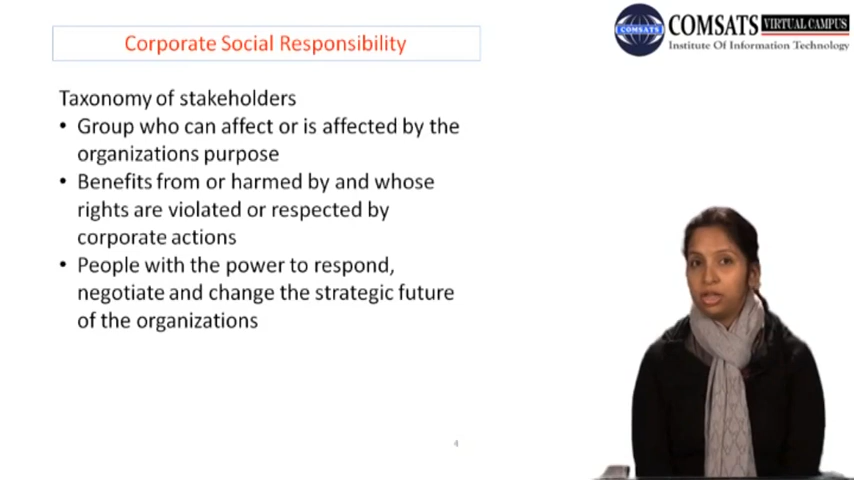 Corporate Social Responsibility
COMSATS VIRTUAL CAMPUS
Institute Of Information Technology
COMSATS
Taxonomy of stakeholders
• Group who can affect or is affected by the
organizations purpose
• Benefits from or harmed by and whose
rights are violated or respected by
corporate actions
• People with the power to respond,
negotiate and change the strategic future
of the organizations
4